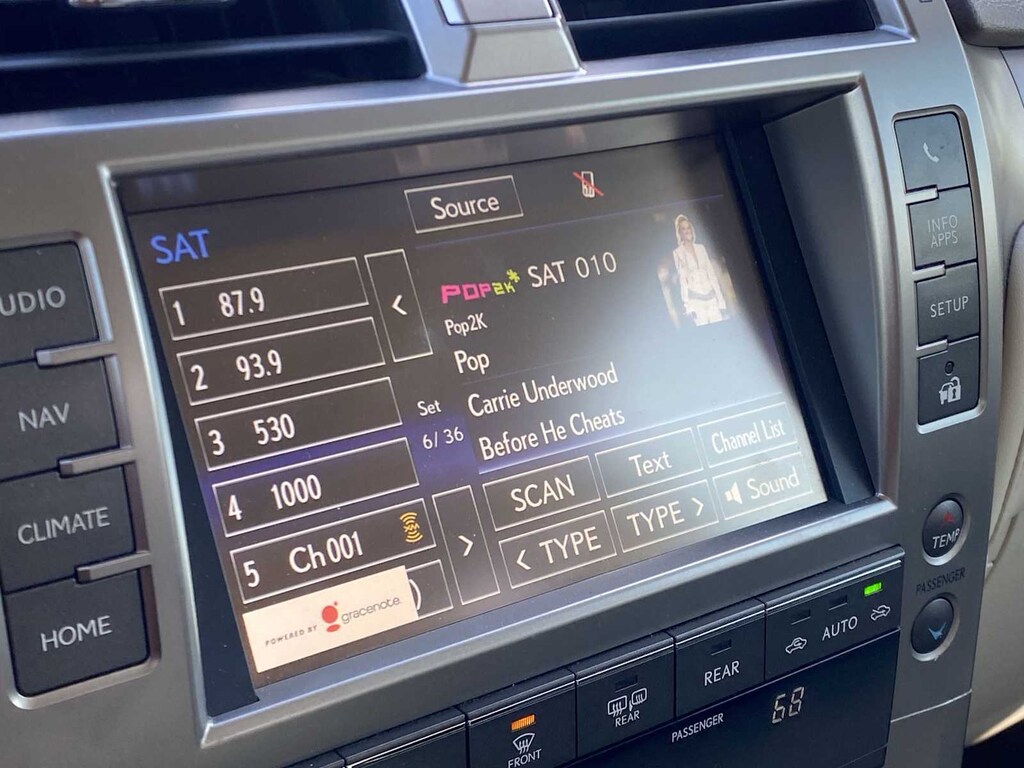 Source
SAT
1 87.9
<
POP2K SAT 010
Pop2K
2 93.9
Pop
3 530
Set
6/36
Carrie Underwood
Before He Cheats
4 1000
SCAN
Text
Channel List
5 Ch001
XM
>
< TYPE
TYPE >
Sound
POWERED BY gracenote.
UDIO
NAV
CLIMATE
HOME
INFO
APPS
SETUP
TEMP
PASSENGER
FRONT
REAR
REAR
AUTO
PASSENGER
68